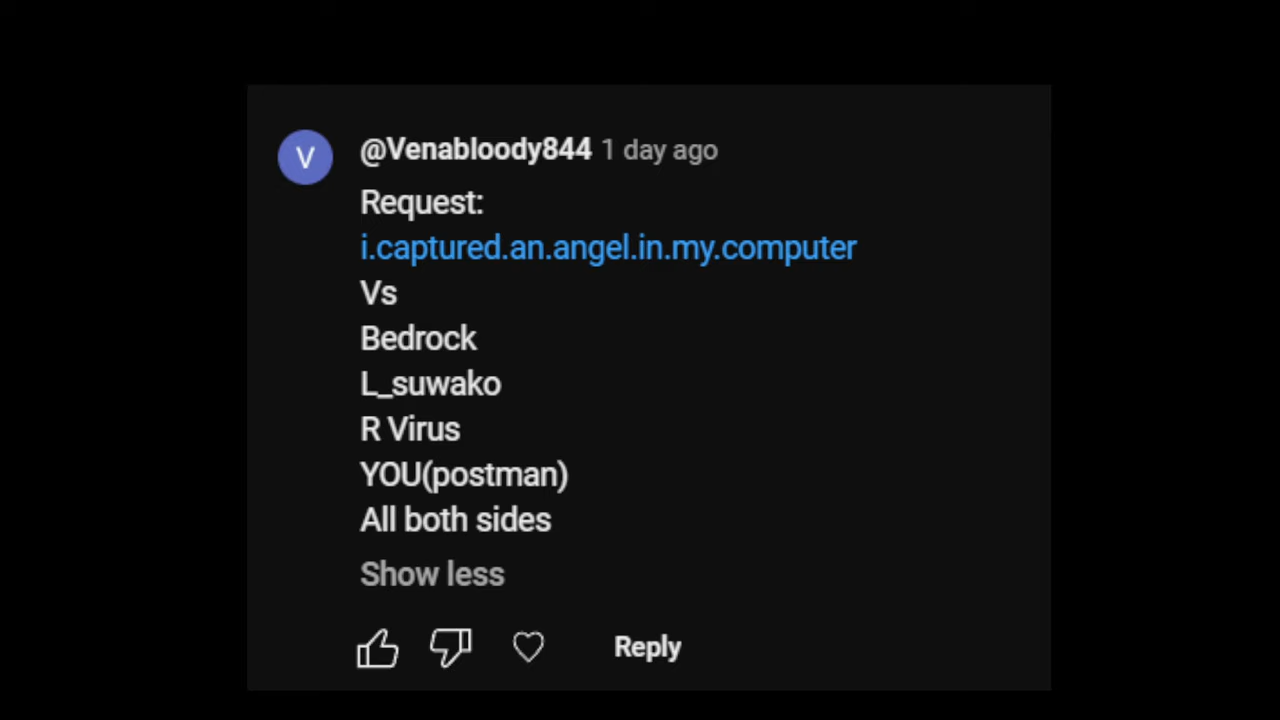 V
@Venabloody844 1 day ago
Request:
i.captured.an.angel.in.my.computer
Vs
Bedrock
L_suwako
R Virus
YOU(postman)
All both sides
Show less
Reply